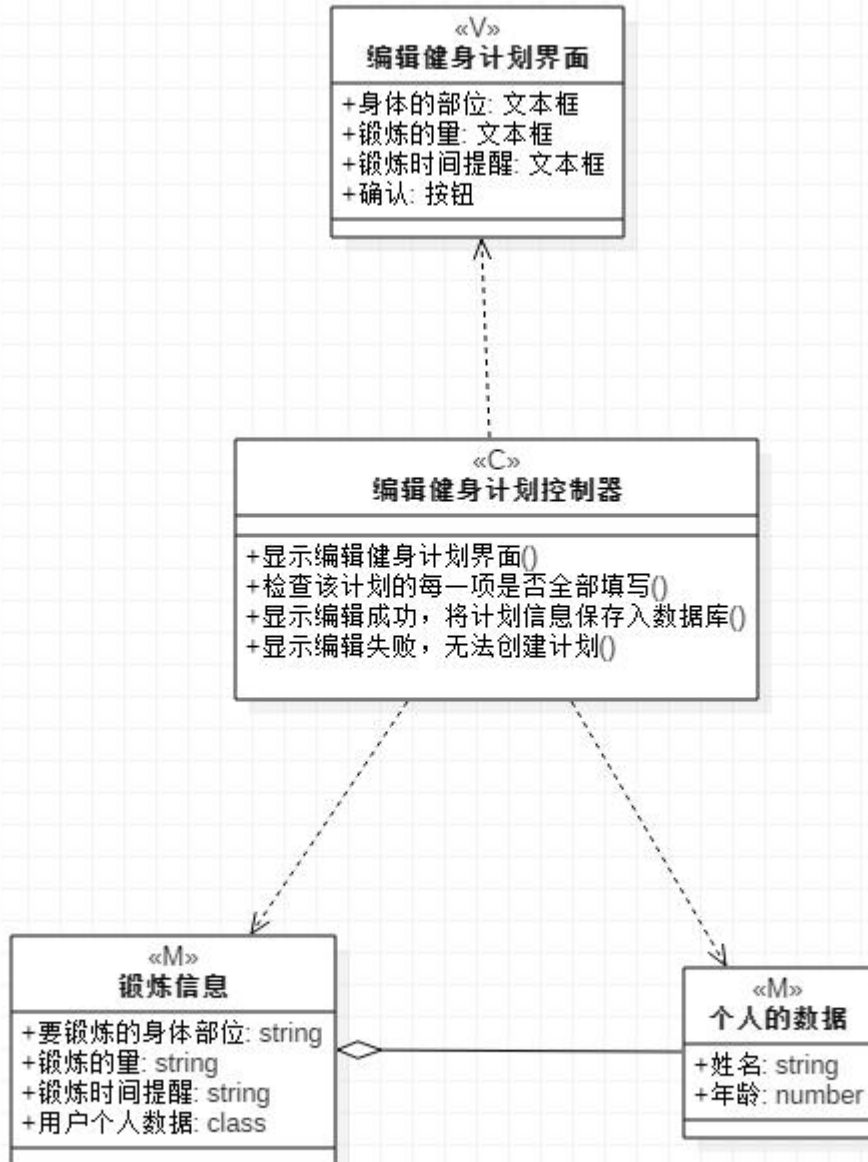 «V»
编辑健身计划界面
+身体的部位: 文本框
+锻炼的量: 文本框
+锻炼时间提醒: 文本框
+确认: 按钮
«C»
编辑健身计划控制器
+显示编辑健身计划界面()
+检查该计划的每一项是否全部填写()
+显示编辑成功，将计划信息保存入数据库()
+显示编辑失败，无法创建计划()
«M»
锻炼信息
+要锻炼的身体部位: string
+锻炼的量: string
+锻炼时间提醒: string
+用户个人数据: class
«M»
个人的数据
+姓名: string
+年龄: number